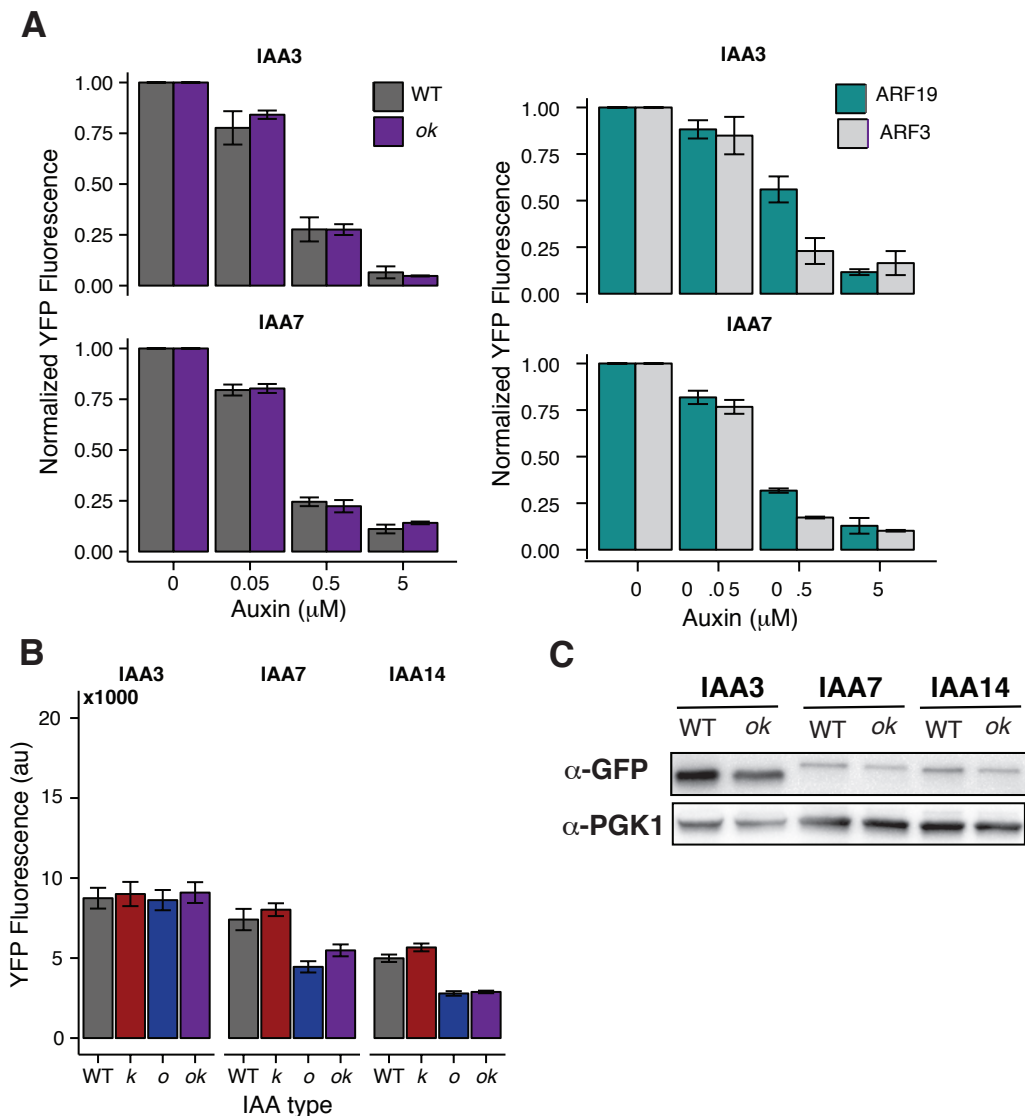 A
IAA3
WT
ok
1.00
0.75
0.50
0.25
0.00
IAA7
1.00
0.75
0.50
0.25
0.00
Normalized YFP Fluorescence
0 0.05 0.5 5
Auxin (μM)
IAA3
ARF19
ARF3
1.00
0.75
0.50
0.25
0.00
IAA7
1.00
0.75
0.50
0.25
0.00
Normalized YFP Fluorescence
0 0 .0 5 0 .5 5
Auxin (μM)
B
IAA3 IAA7 IAA14
x1000
20
15
10
5
0
YFP Fluorescence (au)
WT k o ok WT k o ok WT k o ok
IAA type
C
IAA3 IAA7 IAA14
WT ok WT ok WT ok
α-GFP
α-PGK1